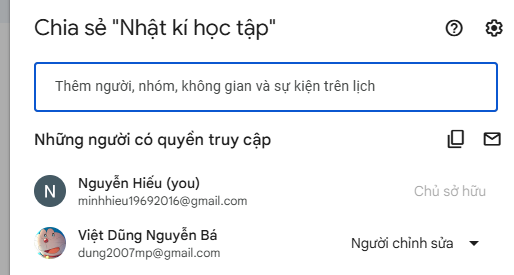 Chia sẻ "Nhật kí học tập"
Thêm người, nhóm, không gian và sự kiện trên lịch
Những người có quyền truy cập
N
Nguyễn Hiếu (you)
minhhieu19692016@gmail.com
Chủ sở hữu
Việt Dũng Nguyễn Bá
dung2007mp@gmail.com
Người chỉnh sửa